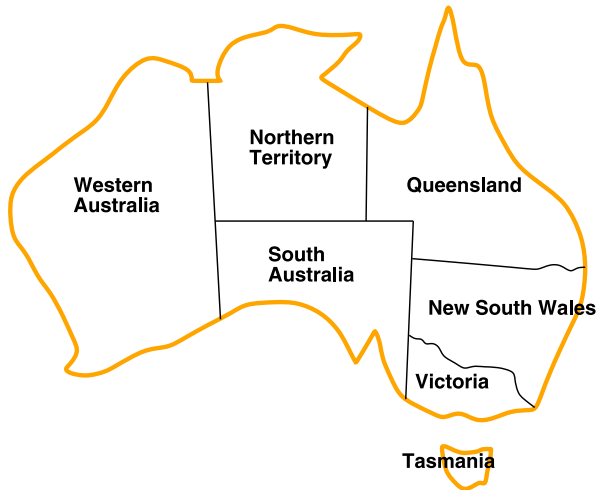 Northern
Territory
Western
Australia
Queensland
South
Australia
New South Wales
Victoria
Tasmania